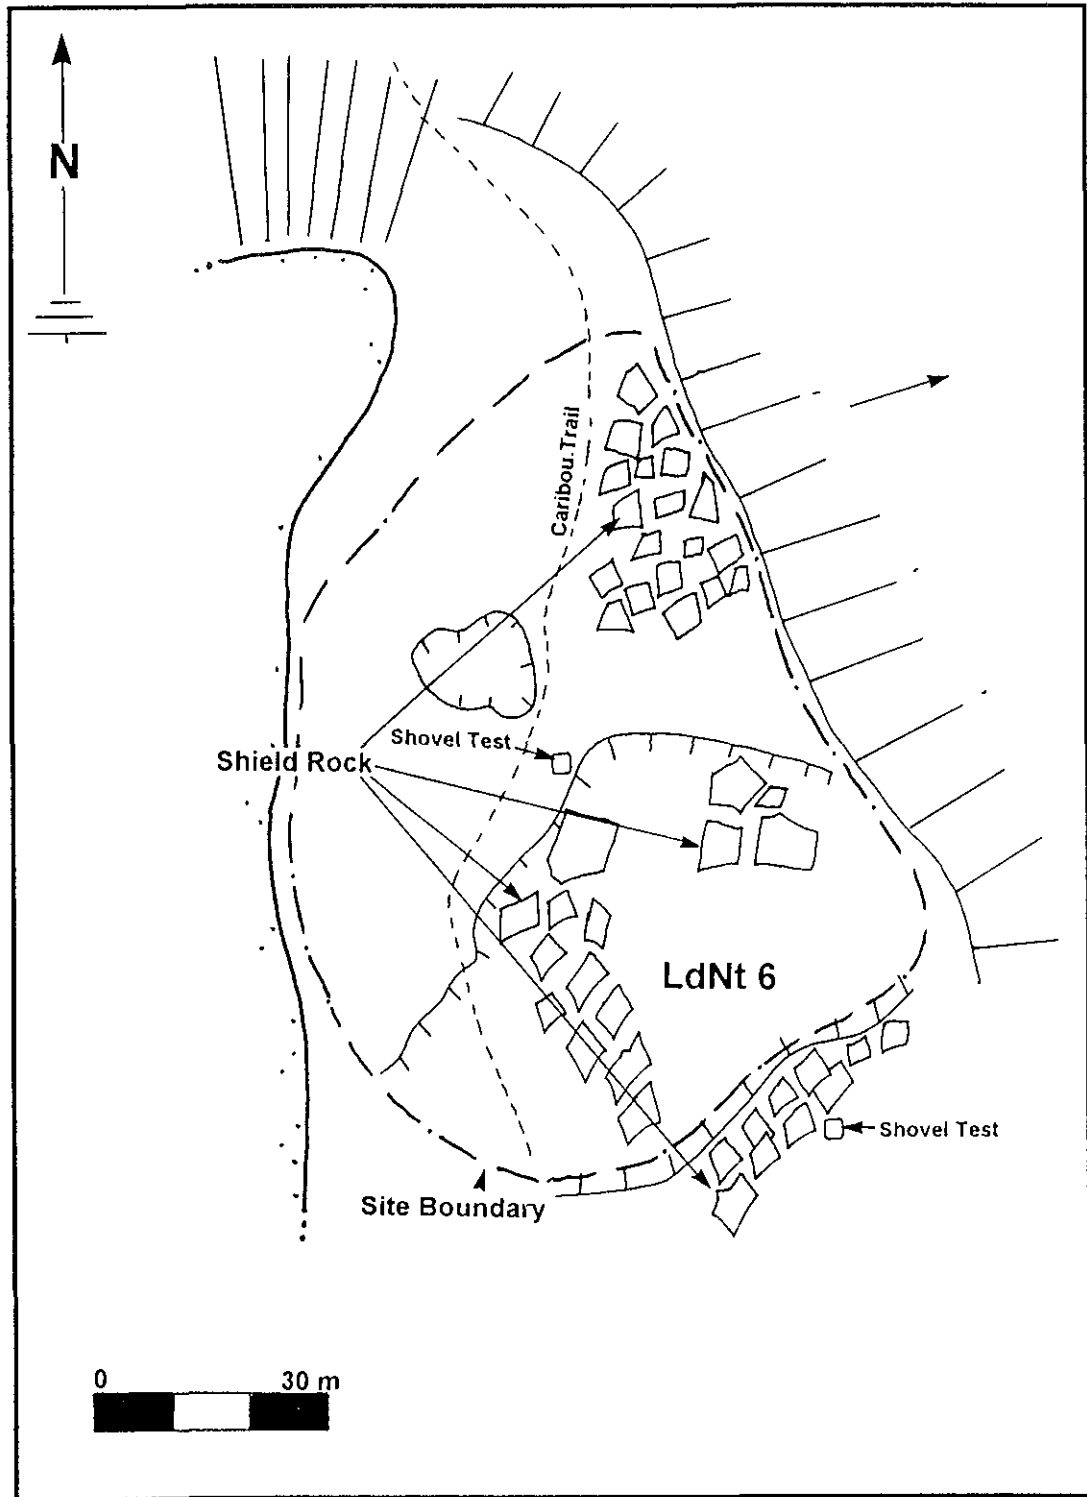 N
Caribou Trail
Shovel Test
Shield Rock
LdNt 6
Shovel Test
Site Boundary
0 30 m